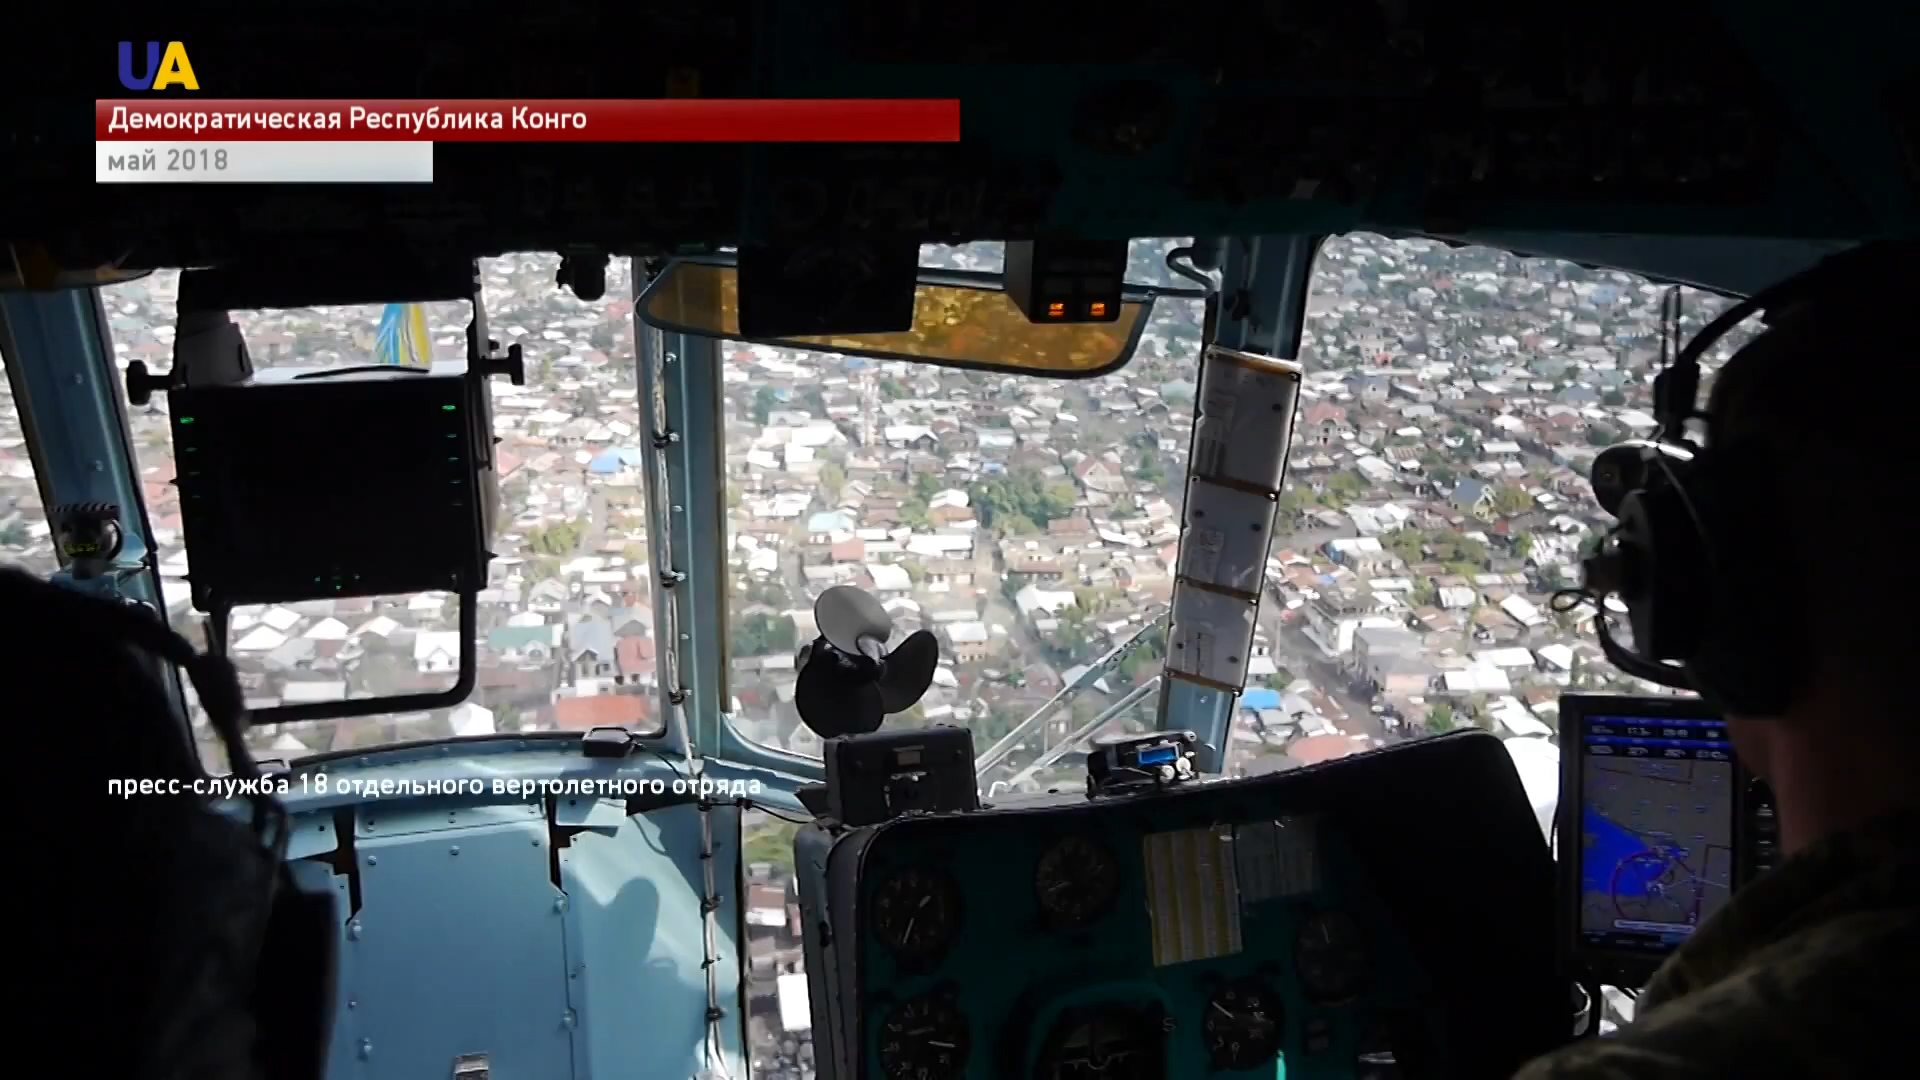 UA
Демократическая Республика Конго
май 2018
пресс-служба 18 отдельного вертолетного отряда